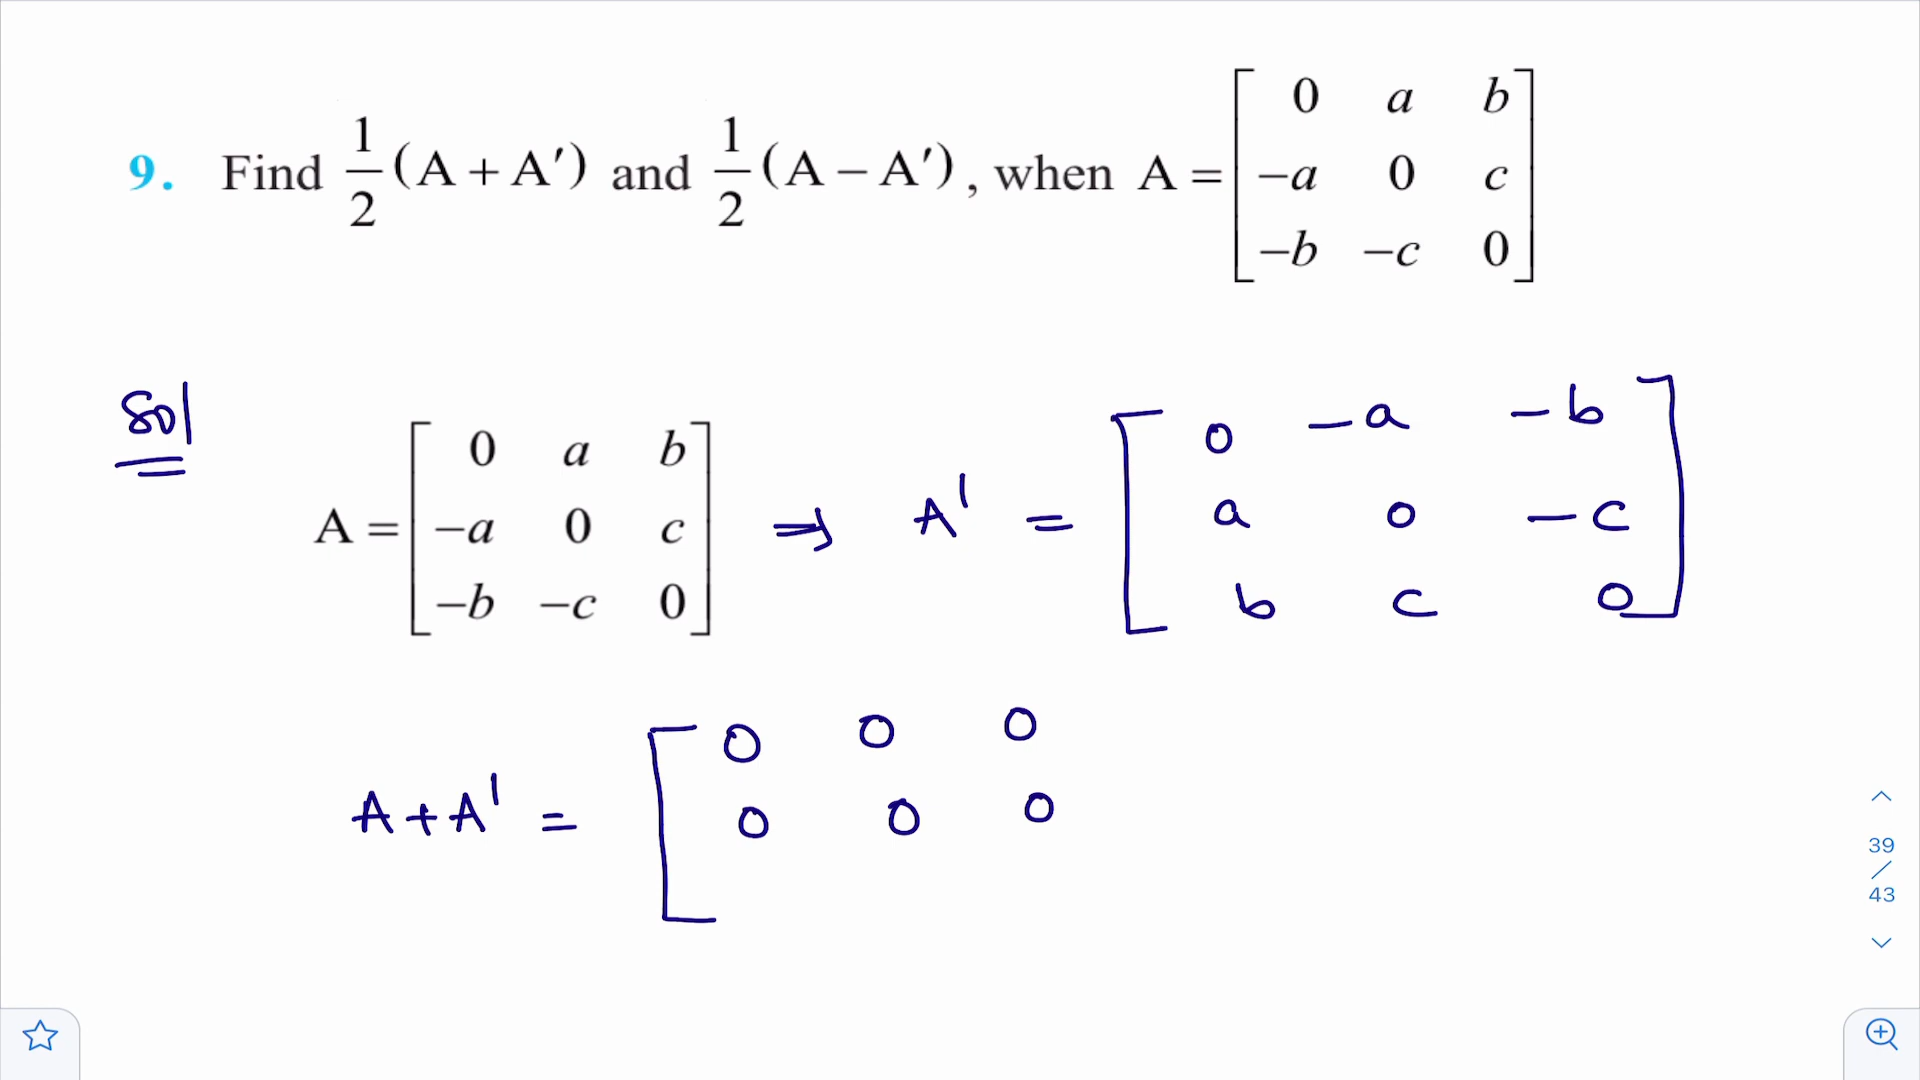 9. Find 1/2 (A + A′) and 1/2 (A − A′), when A = [ 0 a b
−a 0 c
−b −c 0 ]
Sol
A = [ 0 a b
−a 0 c
−b −c 0 ]
⇒ A' = [ 0 −a −b
a 0 −c
b c 0 ]
A+A' = [ 0 0 0
0 0 0
39
/
43